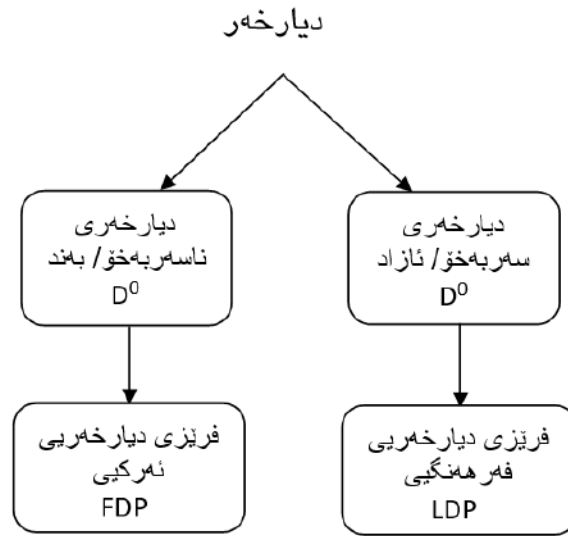 دیارخەر
دیارخەری
سەربەخۆ/ ئازاد
D⁰
دیارخەری
ناسەربەخۆ/ بەند
D⁰
فرێزی دیارخەریی
فەرهەنگیی
LDP
فرێزی دیارخەریی
ئەرکیی
FDP